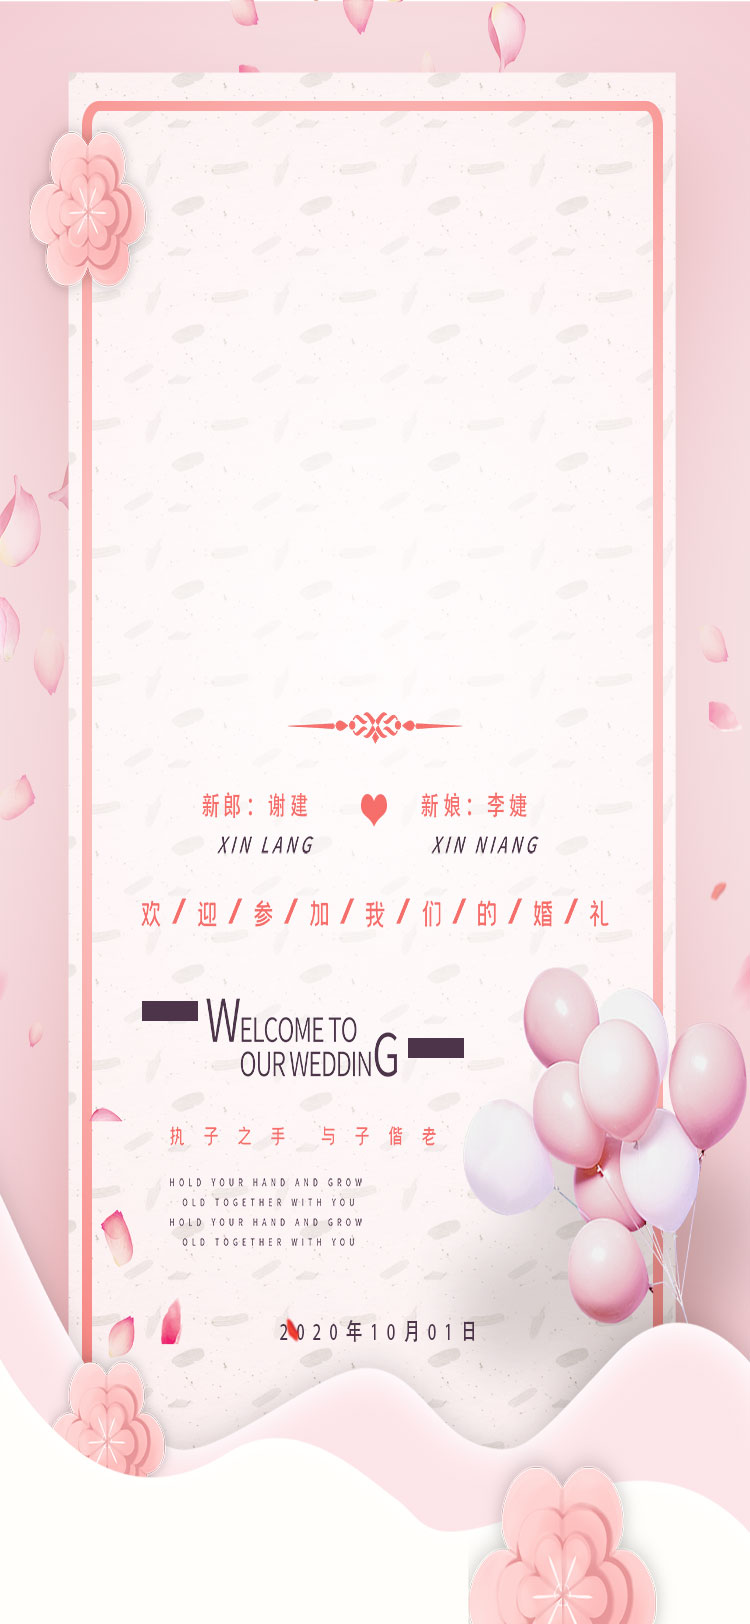 新郎：谢建 新娘：李婕
XIN LANG XIN NIANG
欢/迎/参/加/我/们/的/婚/礼
WELCOME TO
OUR WEDDING
执子之手 与子偕老
HOLD YOUR HAND AND GROW
OLD TOGETHER WITH YOU
HOLD YOUR HAND AND GROW
OLD TOGETHER WITH YOU
2020年10月01日